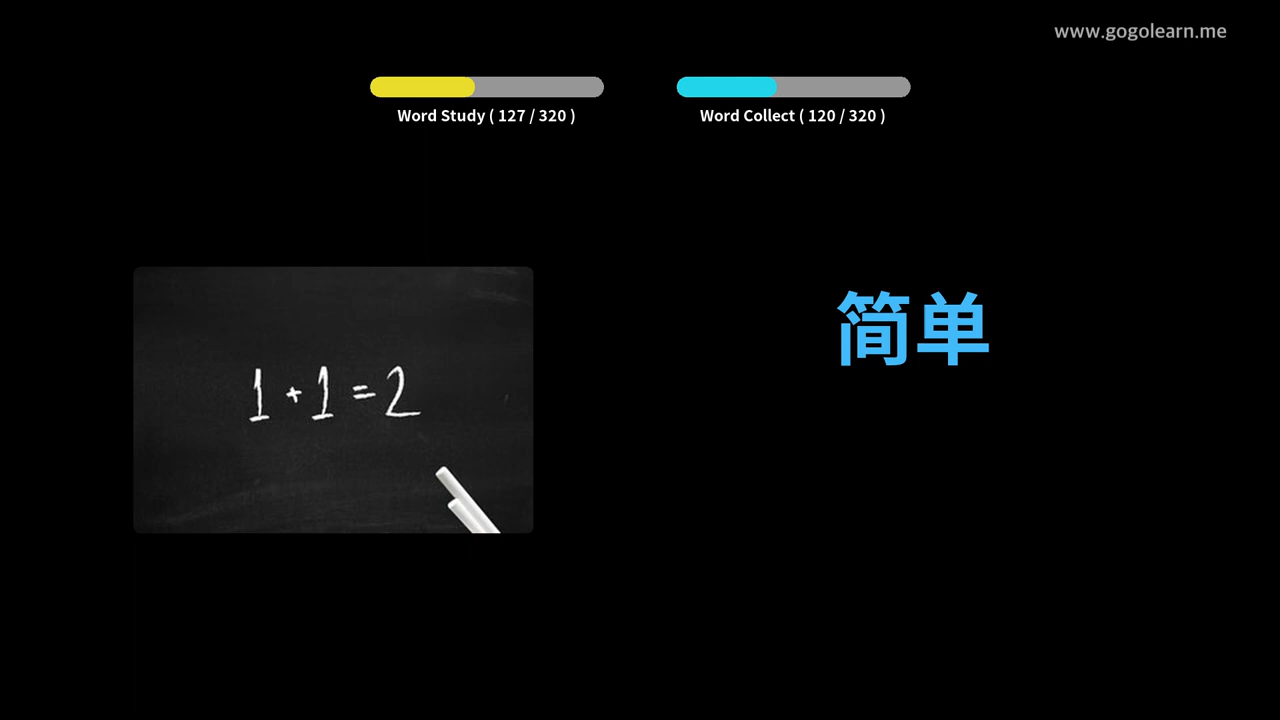 www.gogolearn.me
Word Study ( 127 / 320 )
Word Collect ( 120 / 320 )
简单
1 + 1 = 2